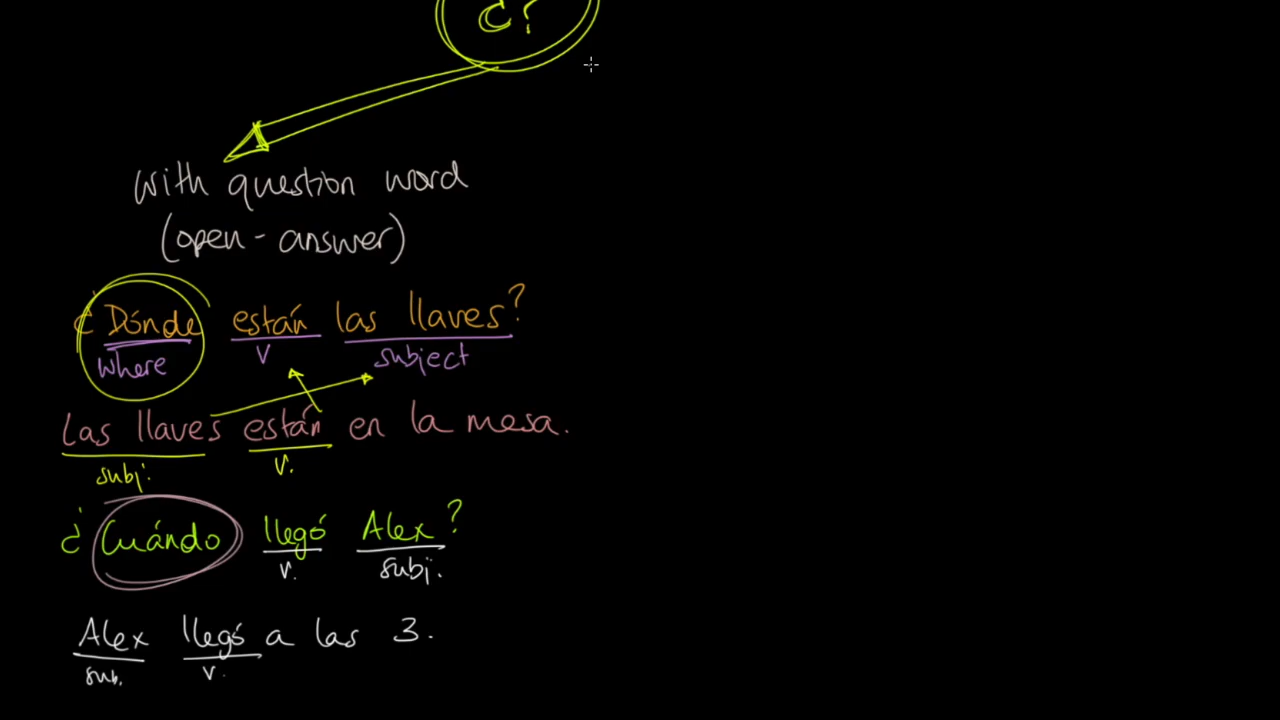 ¿?
With question word
(open-answer)
¿Dónde están las llaves?
where v subject
Las llaves están en la mesa.
subj. v.
¿Cuándo llegó Alex?
v. subj.
Alex llegó a las 3.
sub. v.